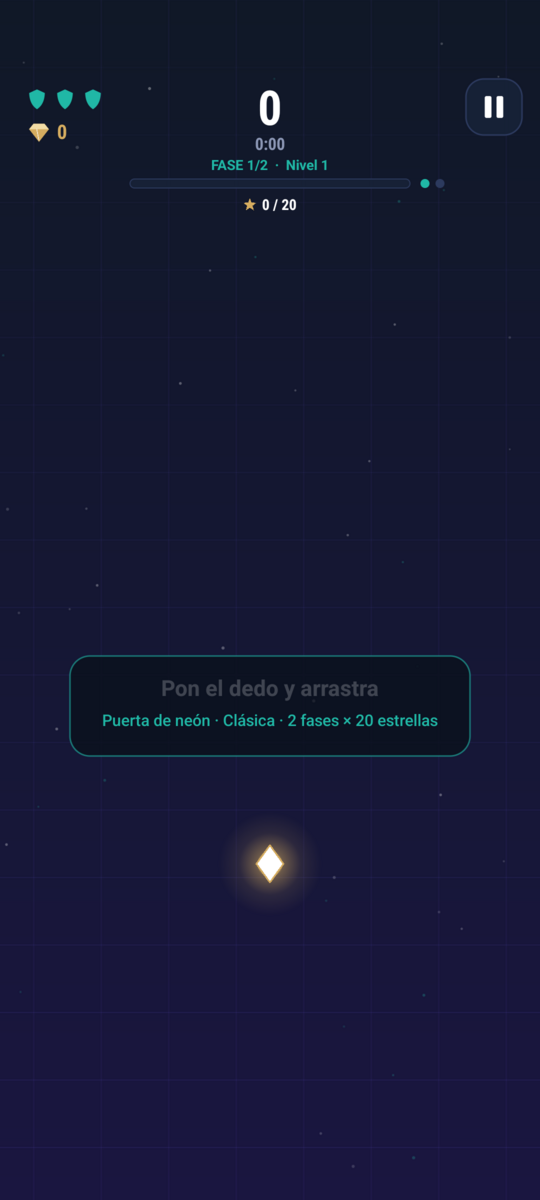 0
0
0:00
FASE 1/2 · Nivel 1
0 / 20
Pon el dedo y arrastra
Puerta de neón · Clásica · 2 fases × 20 estrellas